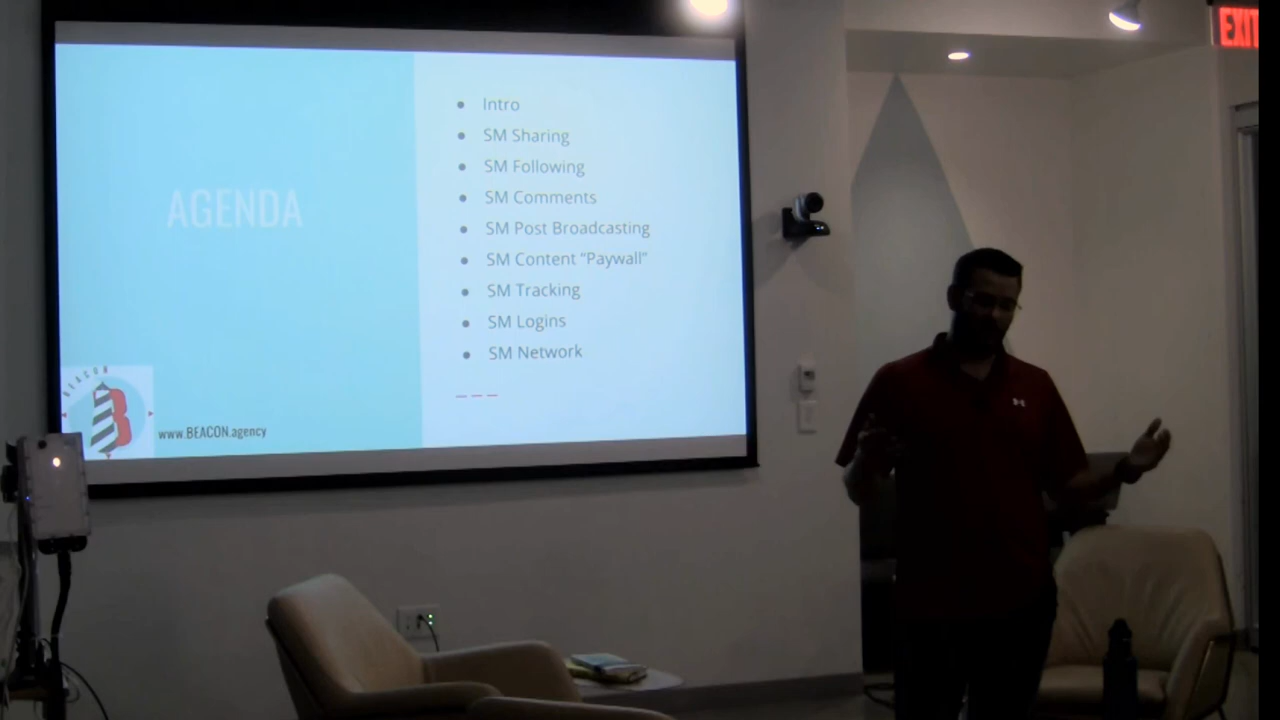 AGENDA
Intro
SM Sharing
SM Following
SM Comments
SM Post Broadcasting
SM Content “Paywall”
SM Tracking
SM Logins
SM Network
BEACON
B
www.BEACON.agency
EXIT